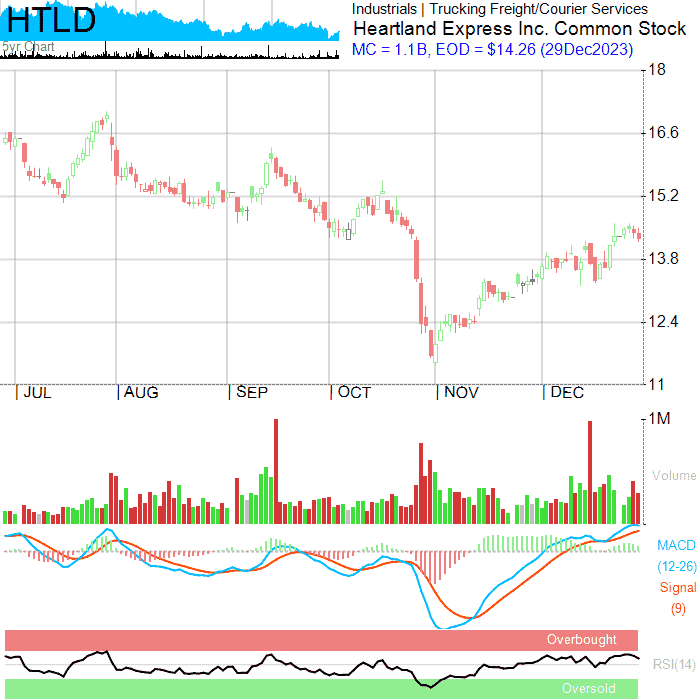 HTLD
5yr Chart
Industrials | Trucking Freight/Courier Services
Heartland Express Inc. Common Stock
MC = 1.1B, EOD = $14.26 (29Dec2023)
18
16.6
15.2
13.8
12.4
11
| JUL | AUG | SEP | OCT | NOV | DEC
1M
Volume
MACD
(12-26)
Signal
(9)
Overbought
RSI(14)
Oversold